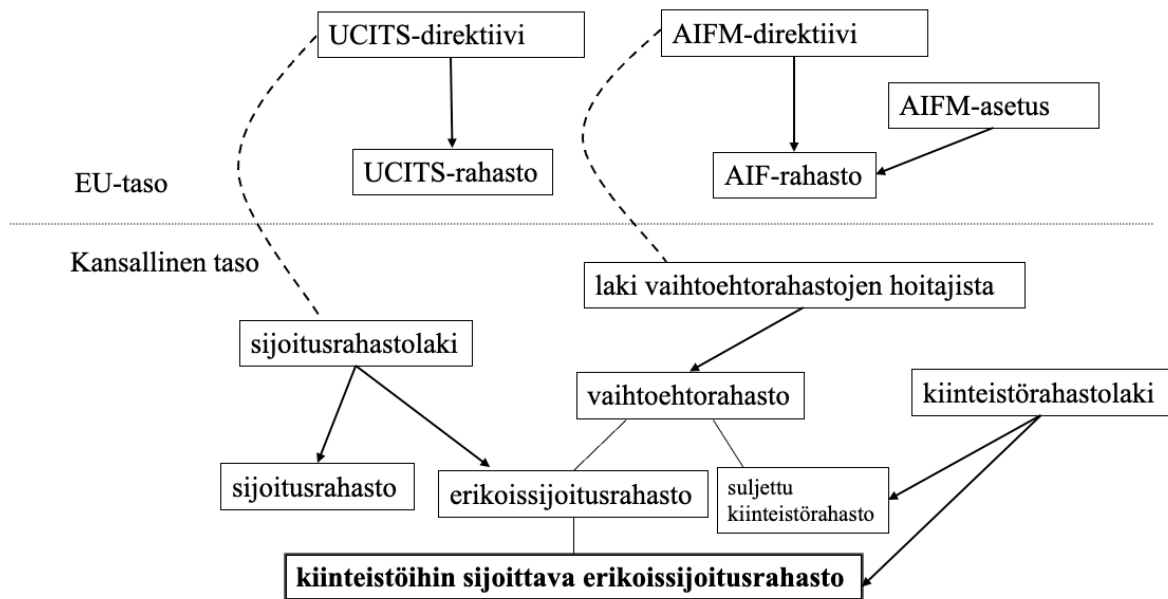 UCITS-direktiivi
AIFM-direktiivi
AIFM-asetus
UCITS-rahasto
AIF-rahasto
EU-taso
Kansallinen taso
laki vaihtoehtorahastojen hoitajista
sijoitusrahastolaki
vaihtoehtorahasto
kiinteistörahastolaki
sijoitusrahasto
erikoissijoitusrahasto
suljettu
kiinteistörahasto
kiinteistöihin sijoittava erikoissijoitusrahasto